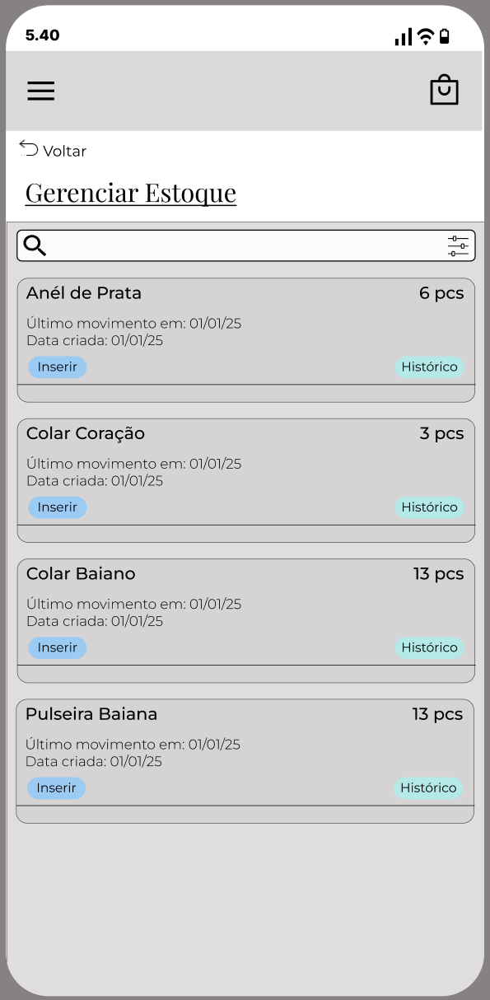 5.40
Voltar
Gerenciar Estoque
Anél de Prata 6 pcs
Último movimento em: 01/01/25
Data criada: 01/01/25
Inserir Histórico
Colar Coração 3 pcs
Último movimento em: 01/01/25
Data criada: 01/01/25
Inserir Histórico
Colar Baiano 13 pcs
Último movimento em: 01/01/25
Data criada: 01/01/25
Inserir Histórico
Pulseira Baiana 13 pcs
Último movimento em: 01/01/25
Data criada: 01/01/25
Inserir Histórico